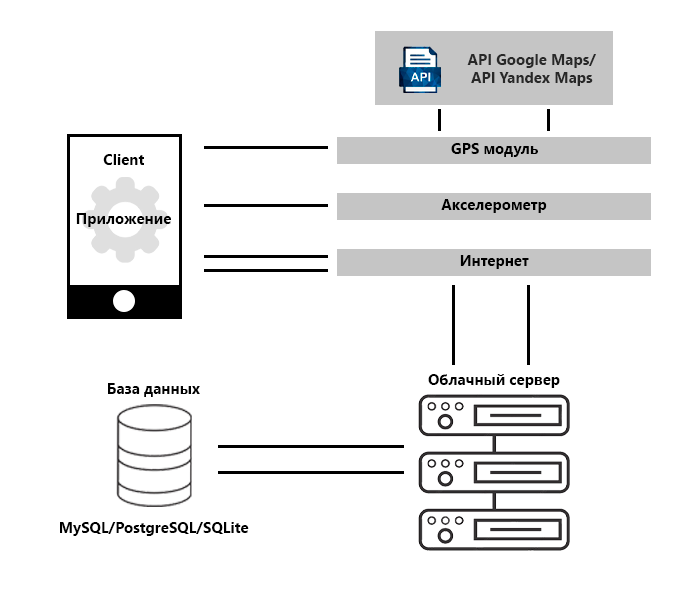 API
API Google Maps/
API Yandex Maps
Client
GPS модуль
Приложение
Акселерометр
Интернет
База данных
Облачный сервер
MySQL/PostgreSQL/SQLite